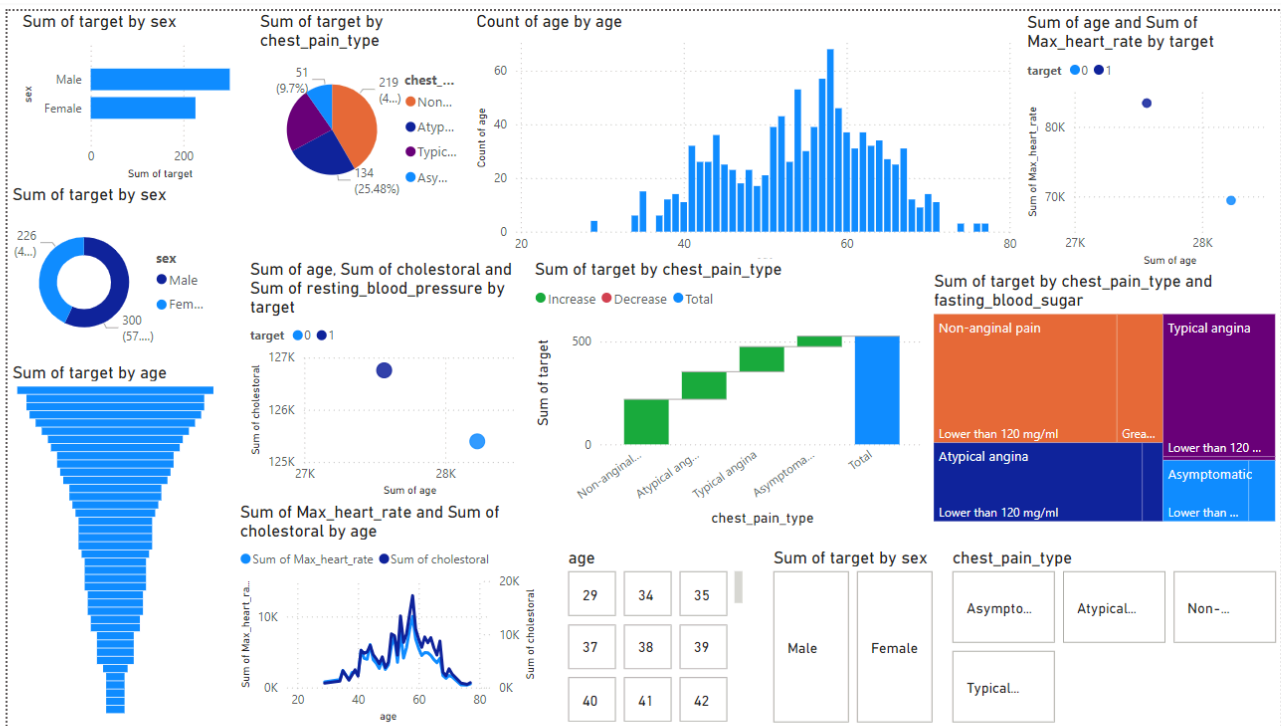 Sum of target by sex
Male
Female
sex
0
200
Sum of target
Sum of target by chest_pain_type
51
(9.7%)
219
(4...)
134
(25.48%)
chest_...
Non...
Atyp...
Typic...
Asy...
Count of age by age
Count of age
60
40
20
0
20
40
60
80
Sum of age and Sum of
Max_heart_rate by target
target 0 1
Sum of Max_heart_rate
80K
70K
27K
28K
Sum of age
Sum of target by sex
226
(4...)
300
(57....)
sex
Male
Fem...
Sum of age, Sum of cholestoral and
Sum of resting_blood_pressure by
target
target 0 1
Sum of cholestoral
127K
126K
125K
27K
28K
Sum of age
Sum of target by chest_pain_type
Increase Decrease Total
Sum of target
500
0
Non-anginal...
Atypical ang...
Typical angina
Asymptoma...
Total
chest_pain_type
Sum of target by chest_pain_type and
fasting_blood_sugar
Non-anginal pain
Lower than 120 mg/ml
Grea...
Typical angina
Lower than 120 ...
Atypical angina
Lower than 120 mg/ml
Asymptomatic
Lower than ...
Sum of target by age
Sum of Max_heart_rate and Sum of
cholestoral by age
Sum of Max_heart_rate Sum of cholestoral
Sum of Max_heart_ra...
10K
0K
20K
10K
0K
Sum of cholestoral
20
40
60
80
age
age
29 34 35
37 38 39
40 41 42
Sum of target by sex
Male Female
chest_pain_type
Asympto... Atypical... Non-...
Typical...